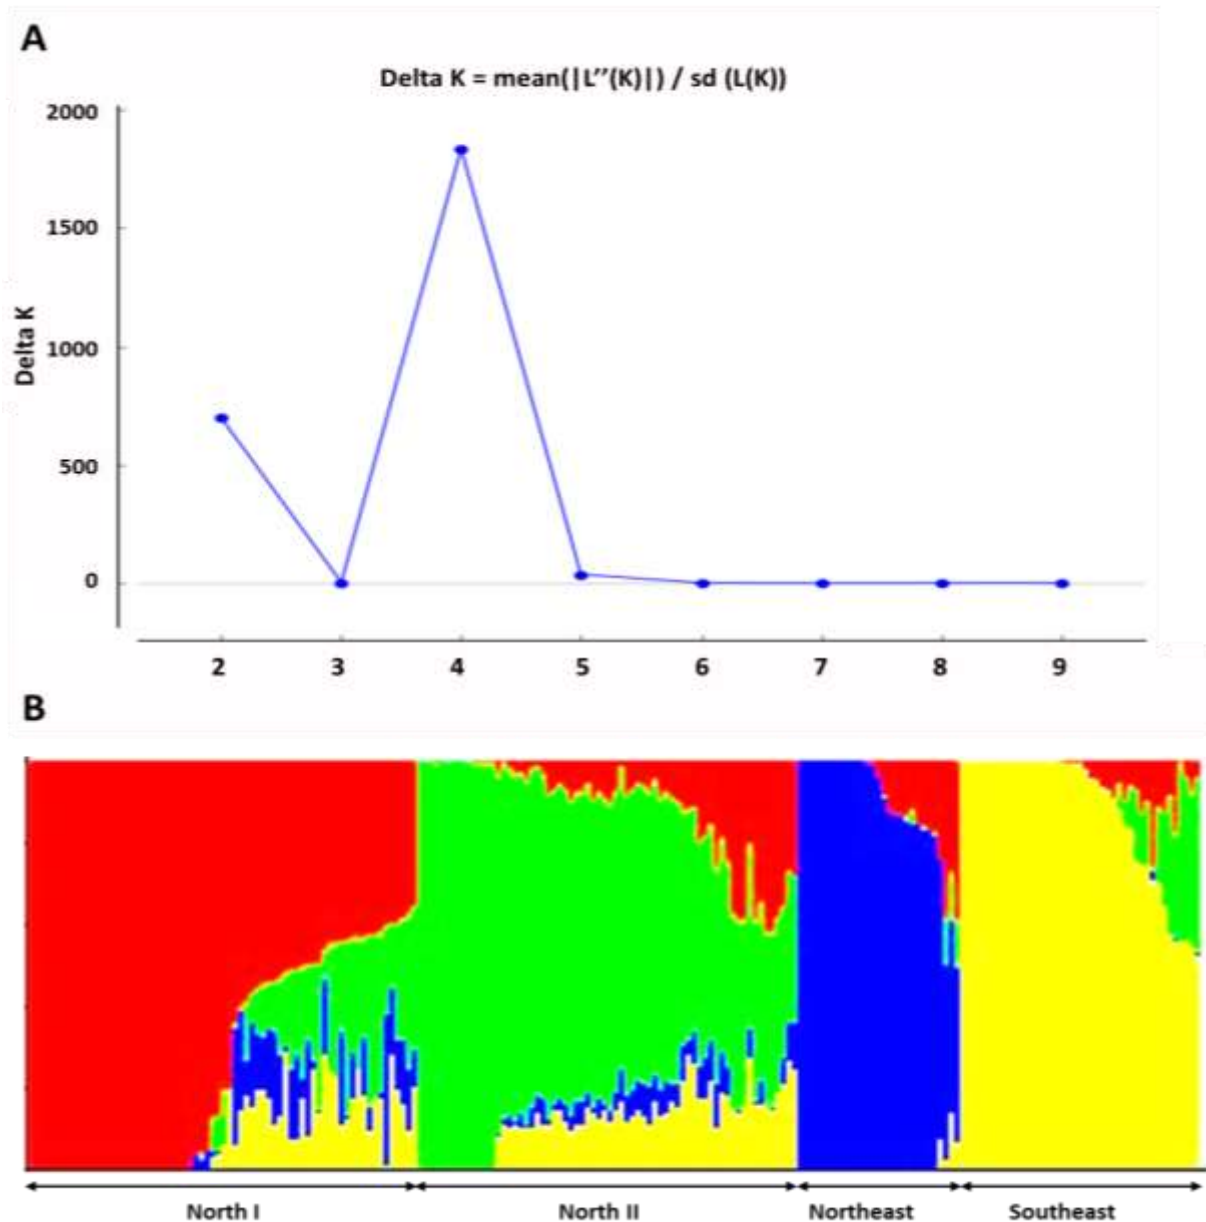 A
Delta K = mean(|L’’(K)|) / sd (L(K))
2000
1500
1000
500
0
Delta K
2 3 4 5 6 7 8 9
B
North I North II Northeast Southeast